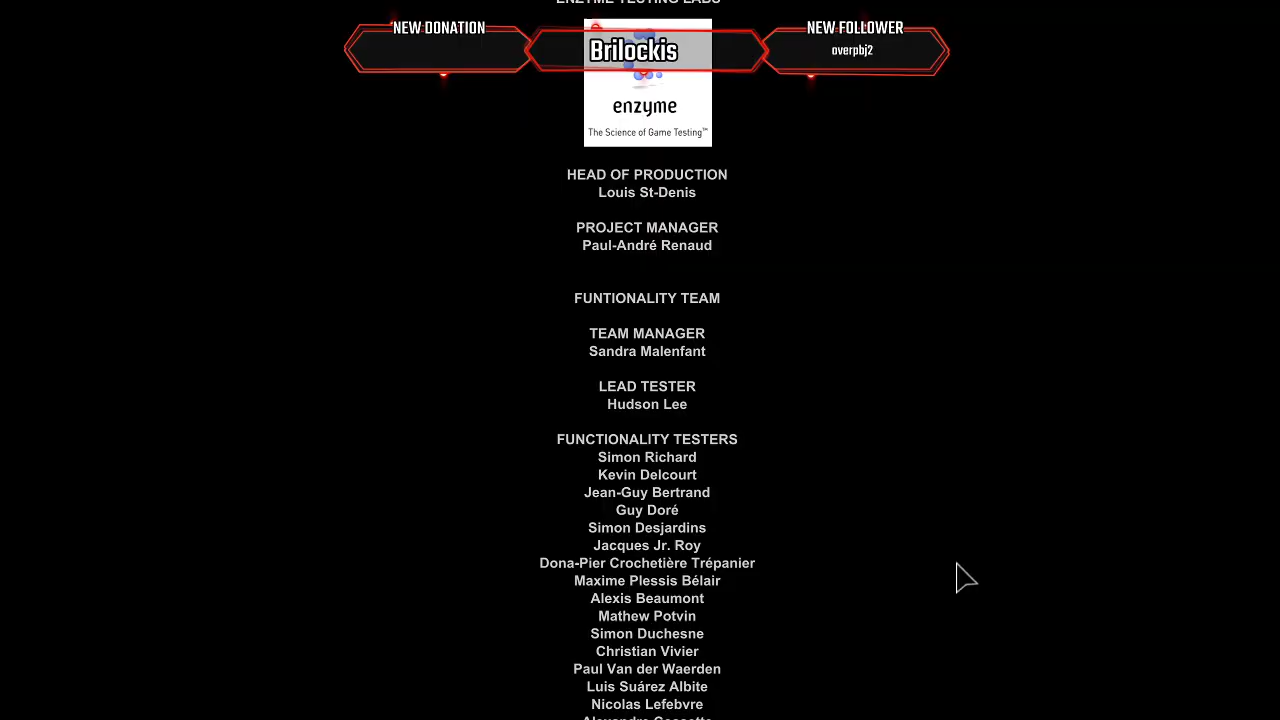 ENZYME TESTING LABS
NEW DONATION
Brilockis
NEW FOLLOWER
overpbj2
enzyme
The Science of Game Testing™
HEAD OF PRODUCTION
Louis St-Denis
PROJECT MANAGER
Paul-André Renaud
FUNTIONALITY TEAM
TEAM MANAGER
Sandra Malenfant
LEAD TESTER
Hudson Lee
FUNCTIONALITY TESTERS
Simon Richard
Kevin Delcourt
Jean-Guy Bertrand
Guy Doré
Simon Desjardins
Jacques Jr. Roy
Dona-Pier Crochetière Trépanier
Maxime Plessis Bélair
Alexis Beaumont
Mathew Potvin
Simon Duchesne
Christian Vivier
Paul Van der Waerden
Luis Suárez Albite
Nicolas Lefebvre